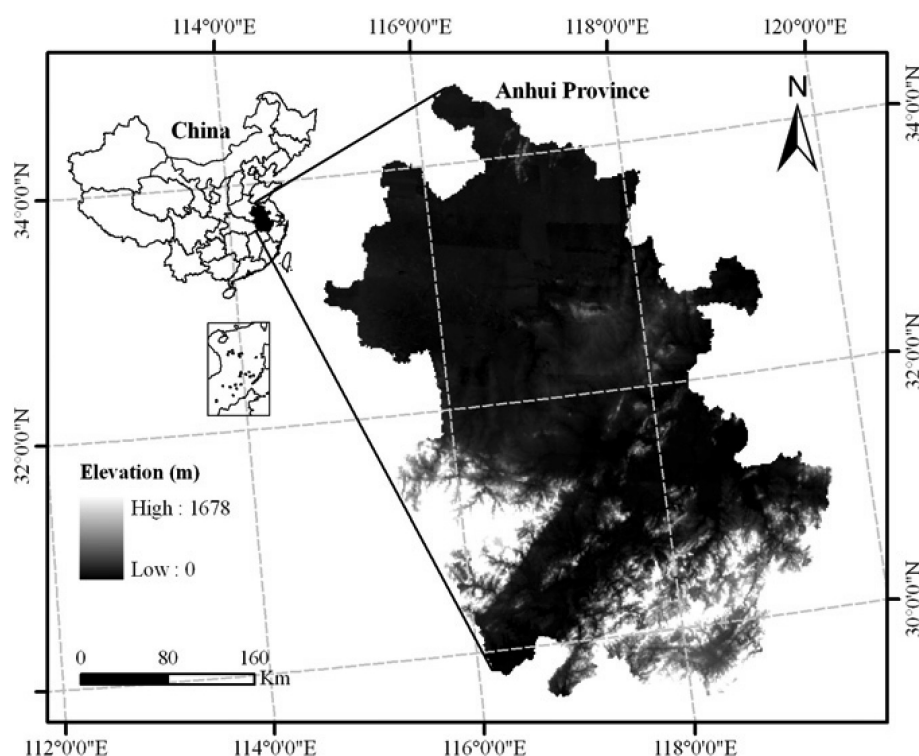 114°0'0"E 116°0'0"E 118°0'0"E 120°0'0"E
Anhui Province
N
China
34°0'0"N
34°0'0"N
32°0'0"N
32°0'0"N
Elevation (m)
High : 1678
Low : 0
30°0'0"N
0 80 160
Km
112°0'0"E 114°0'0"E 116°0'0"E 118°0'0"E